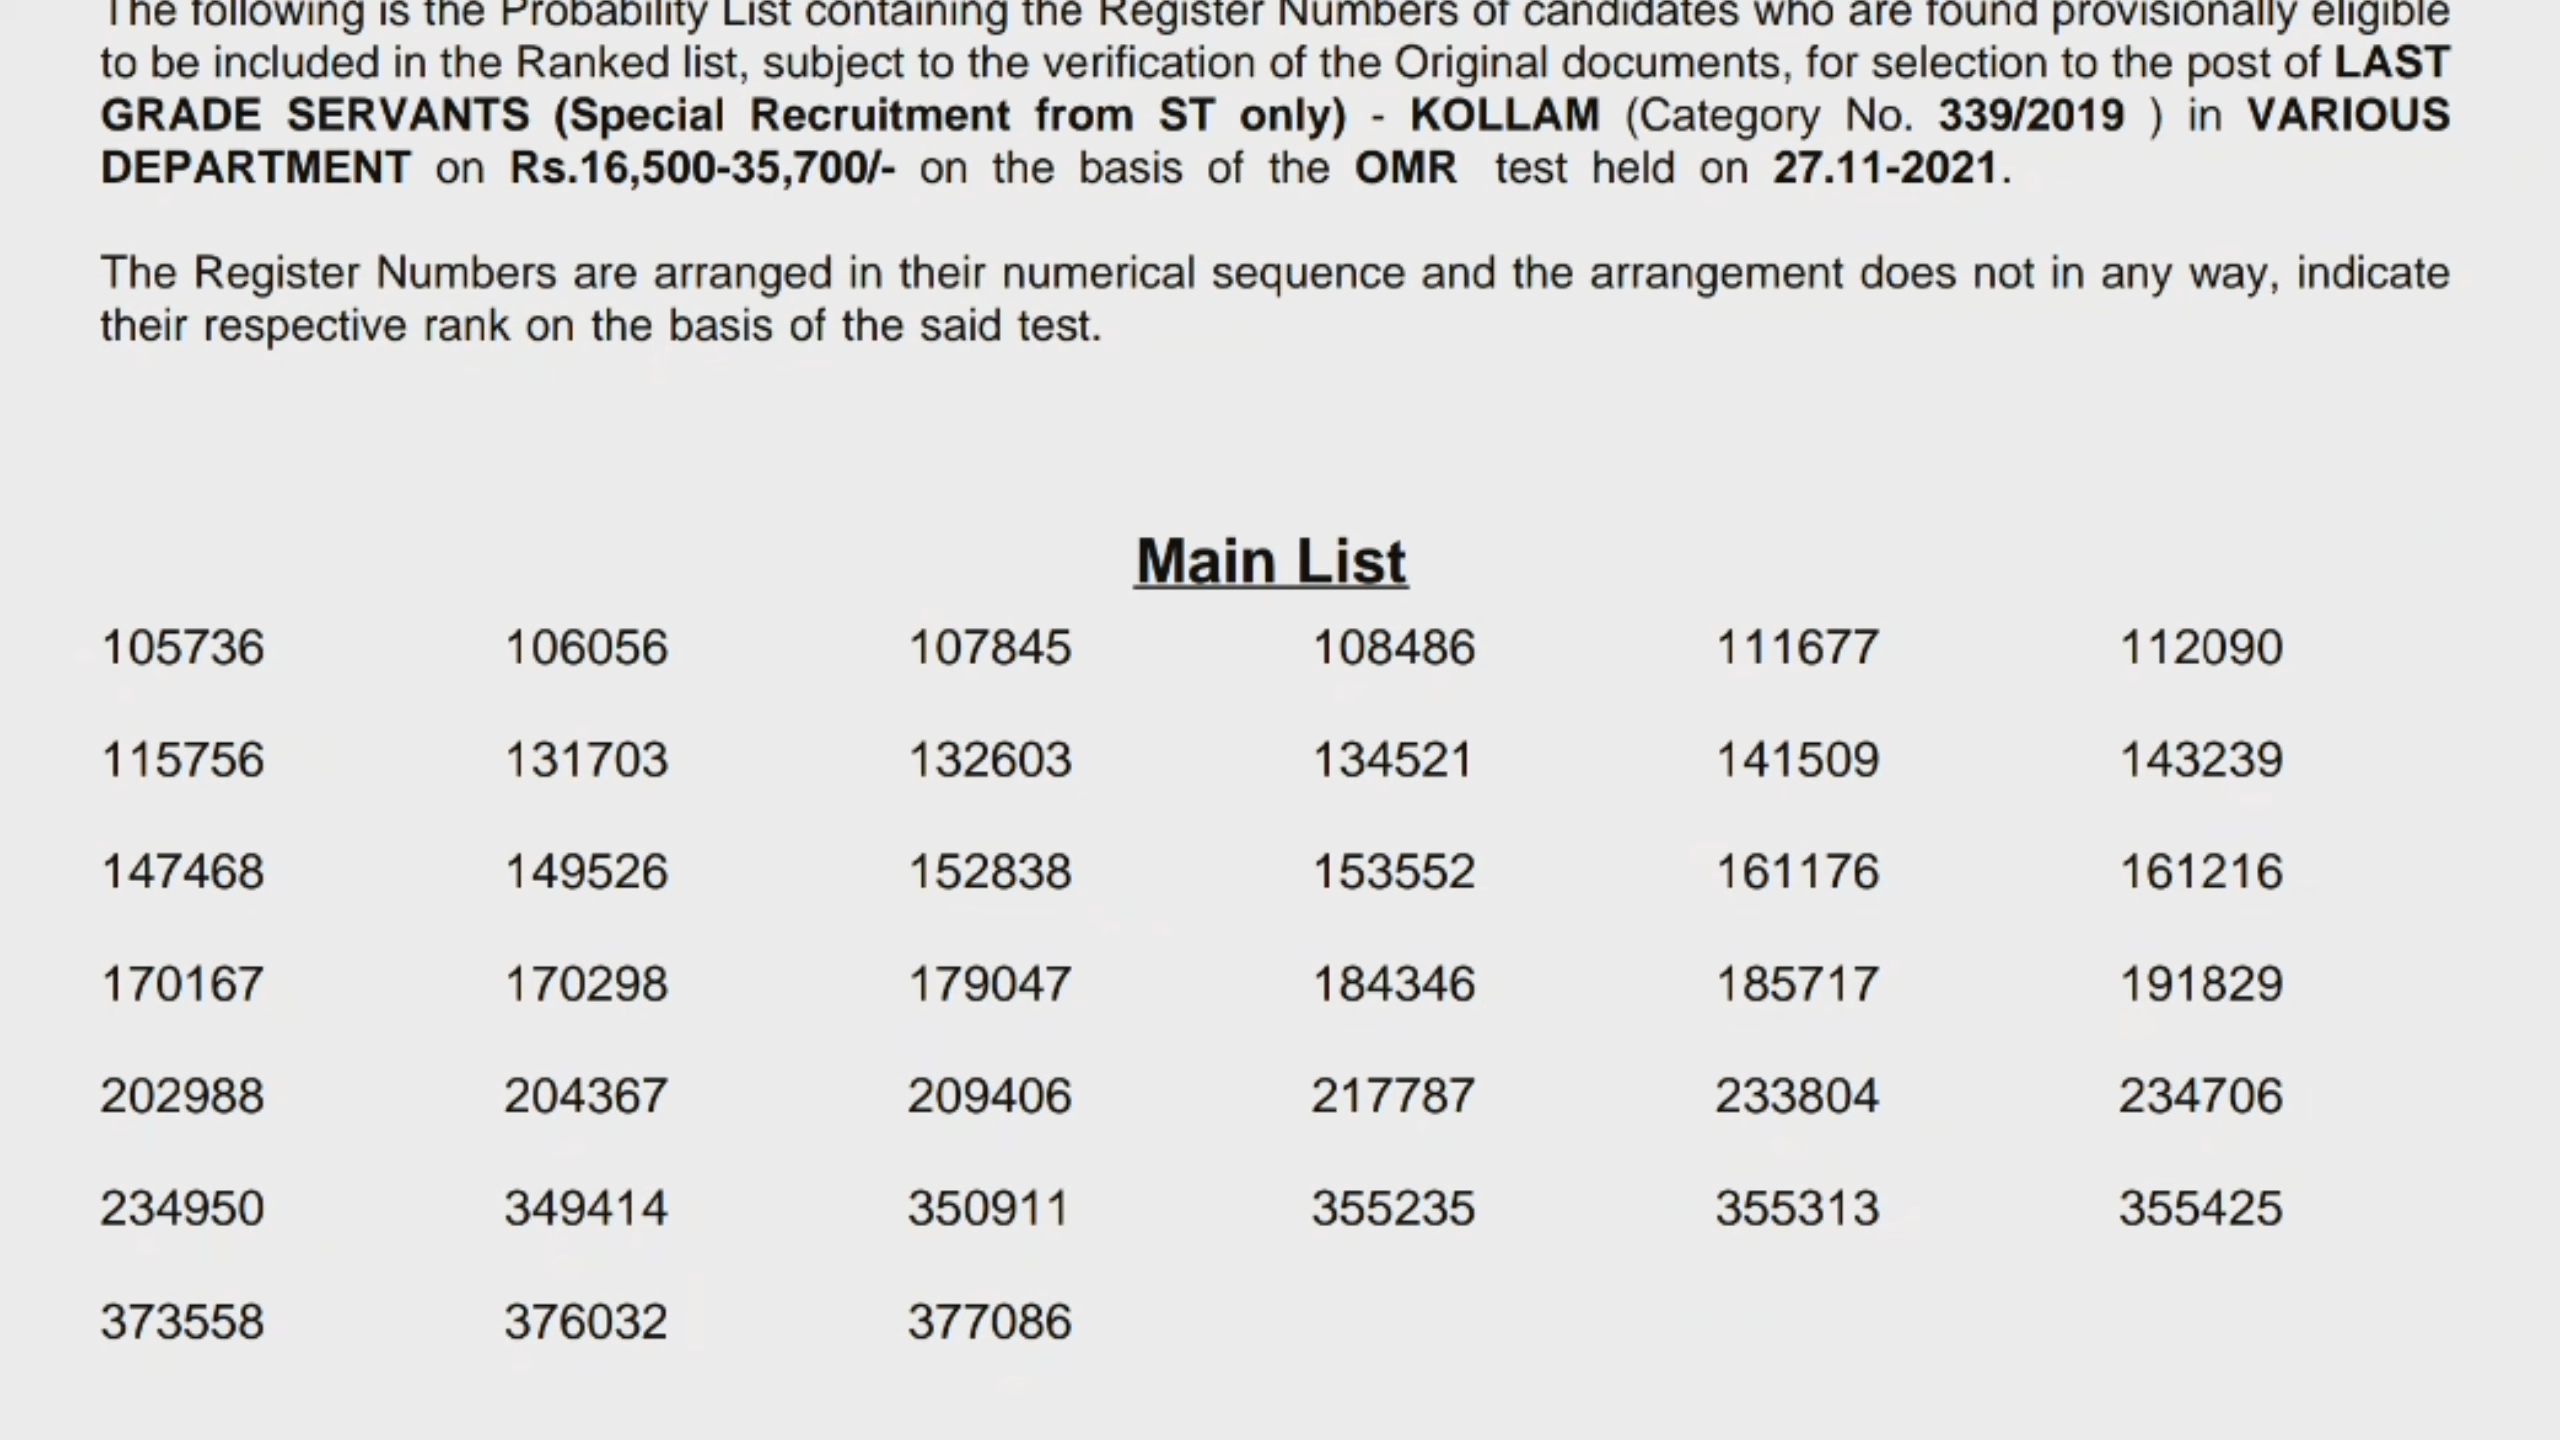 The following is the Probability List containing the Register Numbers of candidates who are found provisionally eligible
to be included in the Ranked list, subject to the verification of the Original documents, for selection to the post of LAST
GRADE SERVANTS (Special Recruitment from ST only) - KOLLAM (Category No. 339/2019 ) in VARIOUS
DEPARTMENT on Rs.16,500-35,700/- on the basis of the OMR test held on 27.11-2021.
The Register Numbers are arranged in their numerical sequence and the arrangement does not in any way, indicate
their respective rank on the basis of the said test.
Main List
105736 106056 107845 108486 111677 112090
115756 131703 132603 134521 141509 143239
147468 149526 152838 153552 161176 161216
170167 170298 179047 184346 185717 191829
202988 204367 209406 217787 233804 234706
234950 349414 350911 355235 355313 355425
373558 376032 377086